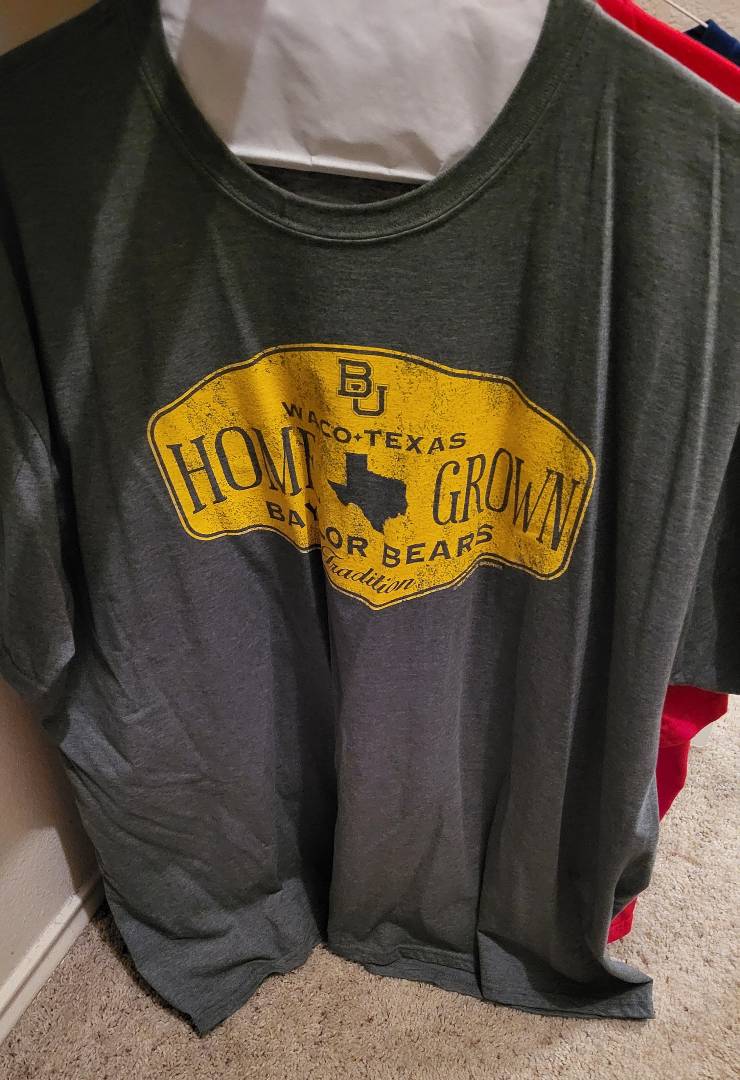 BU
WACO TEXAS
HOME GROWN
BAYLOR BEARS
Tradition